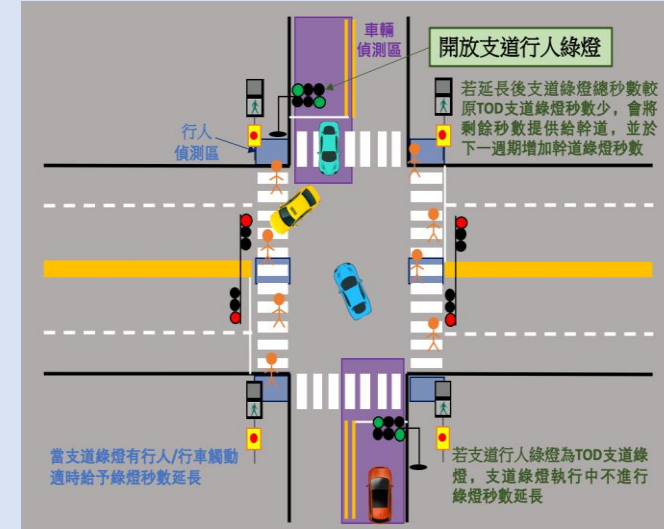 車輛
偵測區
開放支道行人綠燈
若延長後支道綠燈總秒數較
原TOD支道綠燈秒數少，會將
剩餘秒數提供給幹道，並於
下一週期增加幹道綠燈秒數
行人
偵測區
當支道綠燈有行人/行車觸動
適時給予綠燈秒數延長
若支道行人綠燈為TOD支道綠
燈，支道綠燈執行中不進行
綠燈秒數延長